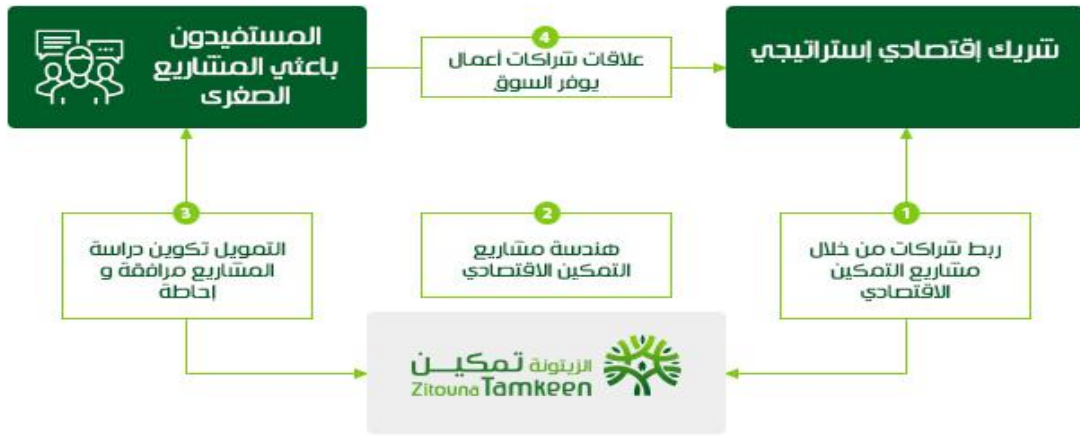 شريك إقتصادي إستراتيجي
4
علاقات شراكات أعمال
يوفر السوق
المستفيدون
باعثي المشاريع
الصغرى
1
ربط شراكات من خلال
مشاريع التمكين
الاقتصادي
2
هندسة مشاريع
التمكين الاقتصادي
3
التمويل تكوين دراسة
المشاريع مرافقة و
إحاطة
الزيتونة تمكين
Zitouna Tamkeen